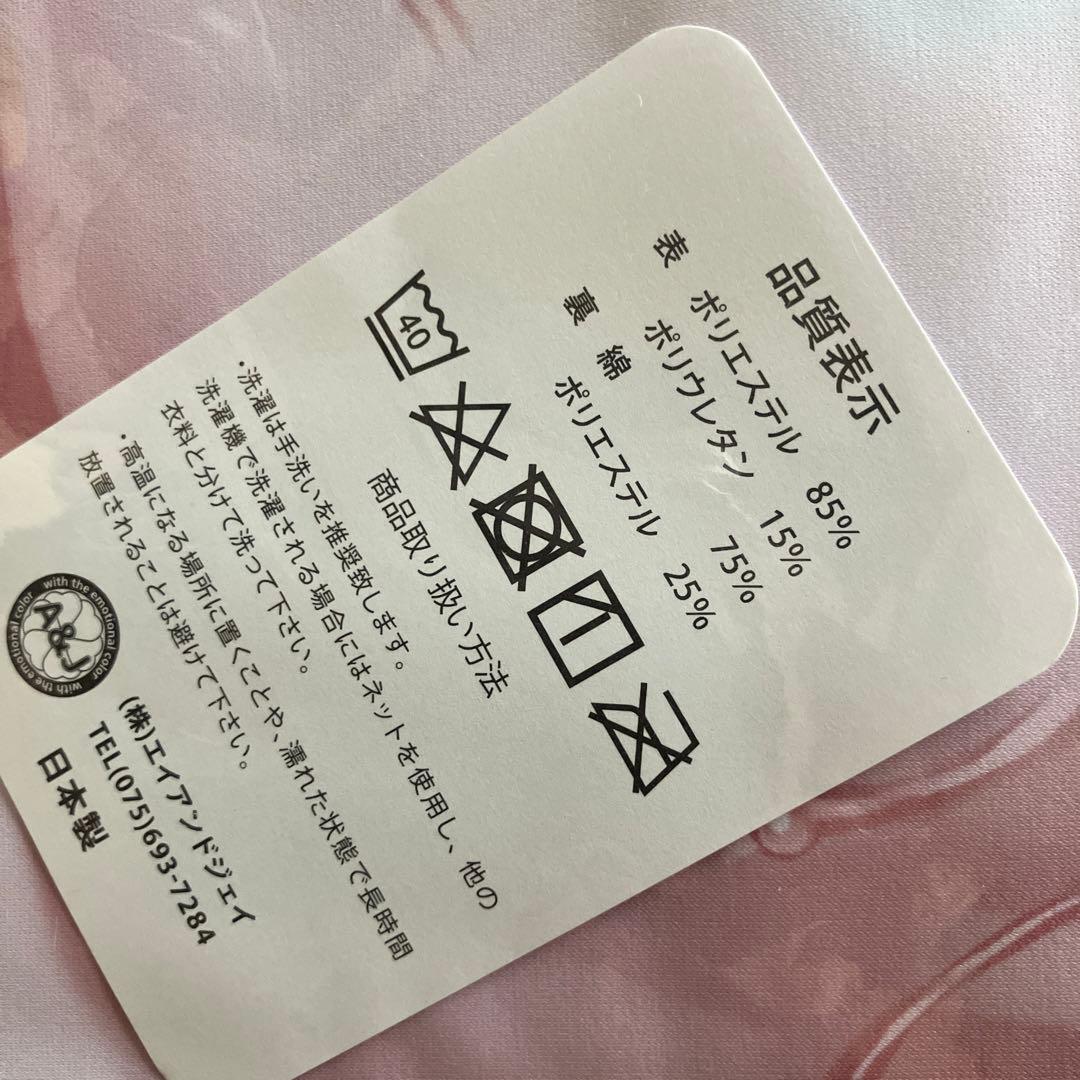 品質表示
表 ポリエステル 85%
ポリウレタン 15%
裏 綿 75%
ポリエステル 25%
40
商品取り扱い方法
・洗濯は手洗いを推奨致します。
洗濯機で洗濯される場合にはネットを使用し、他の
衣料と分けて洗って下さい。
・高温になる場所に置くことや、濡れた状態で長時間
放置されることは避けて下さい。
with the emotional color
A&J
with the emotional color
(株)エイアンドジェイ
TEL(075)693-7284
日本製